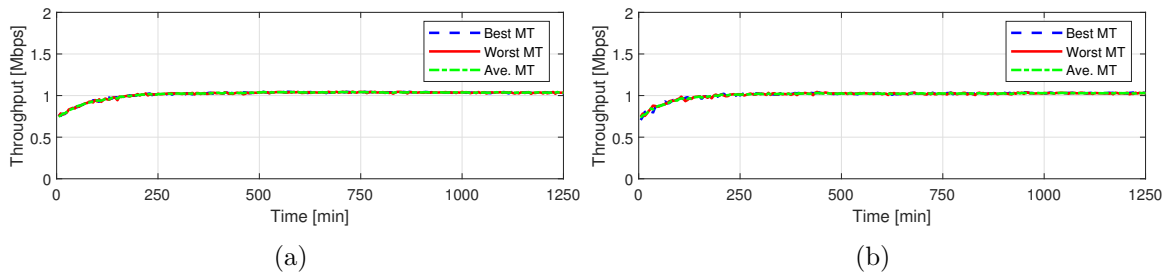 2
1.5
1
0.5
0
Throughput [Mbps]
Best MT
Worst MT
Ave. MT
0 250 500 750 1000 1250
Time [min]
(a)
2
1.5
1
0.5
0
Throughput [Mbps]
Best MT
Worst MT
Ave. MT
0 250 500 750 1000 1250
Time [min]
(b)